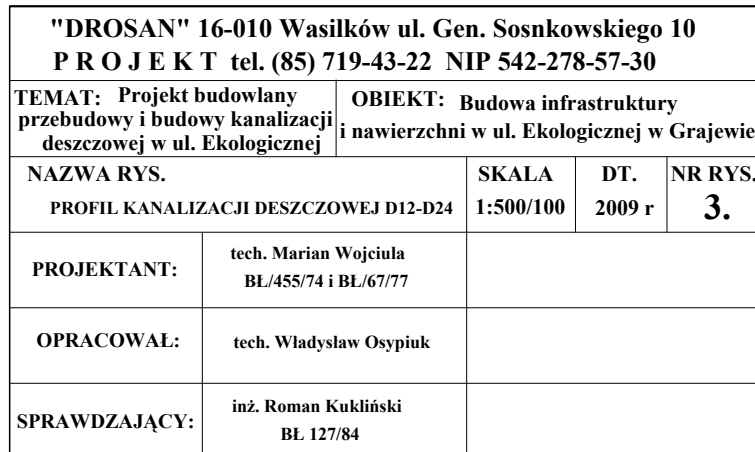 "DROSAN" 16-010 Wasilków ul. Gen. Sosnkowskiego 10
P R O J E K T tel. (85) 719-43-22 NIP 542-278-57-30
TEMAT: Projekt budowlany
przebudowy i budowy kanalizacji
deszczowej w ul. Ekologicznej
OBIEKT: Budowa infrastruktury
i nawierzchni w ul. Ekologicznej w Grajewie
NAZWA RYS.
PROFIL KANALIZACJI DESZCZOWEJ D12-D24
SKALA
1:500/100
DT.
2009 r
NR RYS.
3.
PROJEKTANT:
tech. Marian Wojciula
BŁ/455/74 i BŁ/67/77
OPRACOWAŁ:
tech. Władysław Osypiuk
SPRAWDZAJĄCY:
inż. Roman Kukliński
BŁ 127/84